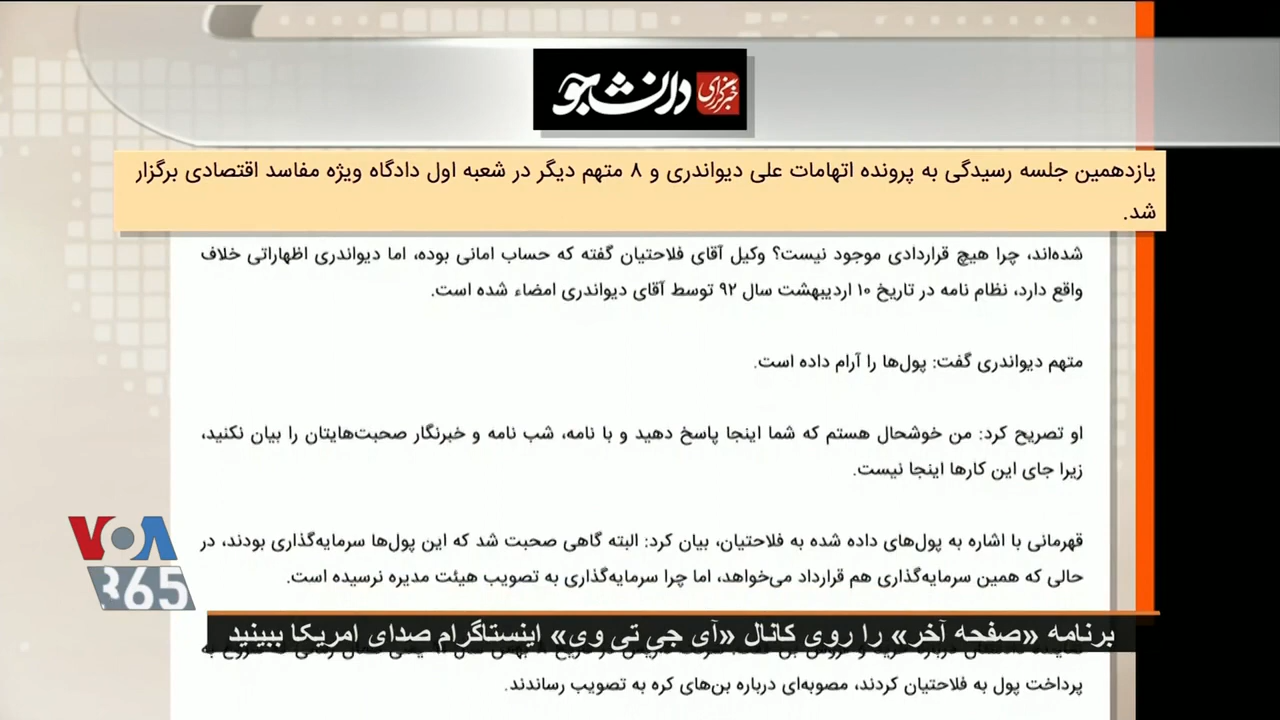 خبرگزاری دانشجو
یازدهمین جلسه رسیدگی به پرونده اتهامات علی دیواندری و ۸ متهم دیگر در شعبه اول دادگاه ویژه مفاسد اقتصادی برگزار
شد.
شده‌اند، چرا هیچ قراردادی موجود نیست؟ وکیل آقای فلاحتیان گفته که حساب امانی بوده، اما دیواندری اظهاراتی خلاف
واقع دارد، نظام نامه در تاریخ ۱۰ اردیبهشت سال ۹۲ توسط آقای دیواندری امضاء شده است.
متهم دیواندری گفت: پول‌ها را آرام داده است.
او تصریح کرد: من خوشحال هستم که شما اینجا پاسخ دهید و با نامه، شب نامه و خبرنگار صحبت‌هایتان را بیان نکنید،
زیرا جای این کارها اینجا نیست.
قهرمانی با اشاره به پول‌های داده شده به فلاحتیان، بیان کرد: البته گاهی صحبت شد که این پول‌ها سرمایه‌گذاری بودند، در
حالی که همین سرمایه‌گذاری هم قرارداد می‌خواهد، اما چرا سرمایه‌گذاری به تصویب هیئت مدیره نرسیده است.
VOA
365
برنامه «صفحه آخر» را روی کانال «آی جی تی وی» اینستاگرام صدای امریکا ببینید
پرداخت پول به فلاحتیان کردند، مصوبه‌ای درباره بن‌های کره به تصویب رساندند.